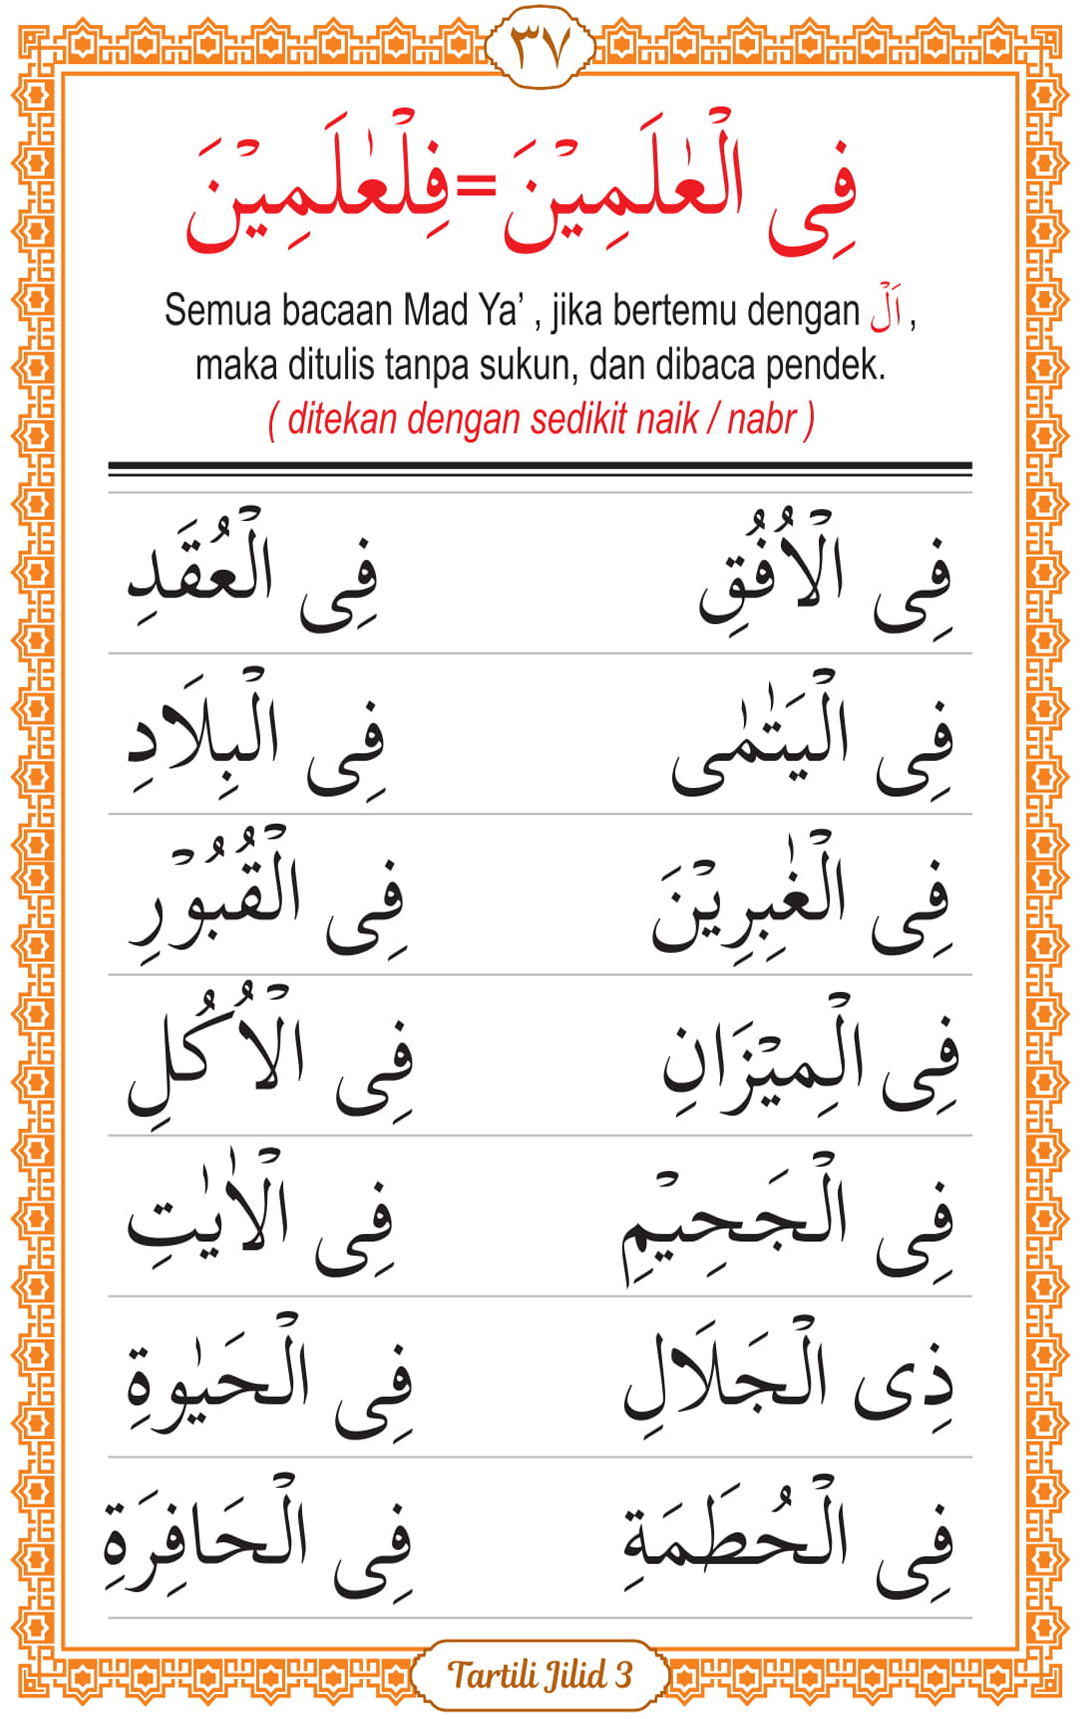 ٣٧
فِى الْعٰلَمِيْنَ=فِلْعٰلَمِيْنَ
Semua bacaan Mad Ya’ , jika bertemu dengan اَلْ ,
maka ditulis tanpa sukun, dan dibaca pendek.
( ditekan dengan sedikit naik / nabr )
فِى الْاُفُقِ فِى الْعُقَدِ
فِى الْيَتٰمٰى فِى الْبِلَادِ
فِى الْغٰبِرِيْنَ فِى الْقُبُوْرِ
فِى الْمِيْزَانِ فِى الْاُكُلِ
فِى الْجَحِيْمِ فِى الْاٰيٰتِ
ذِى الْجَلَالِ فِى الْحَيٰوةِ
فِى الْحُطَمَةِ فِى الْحَافِرَةِ
Tartili Jilid 3